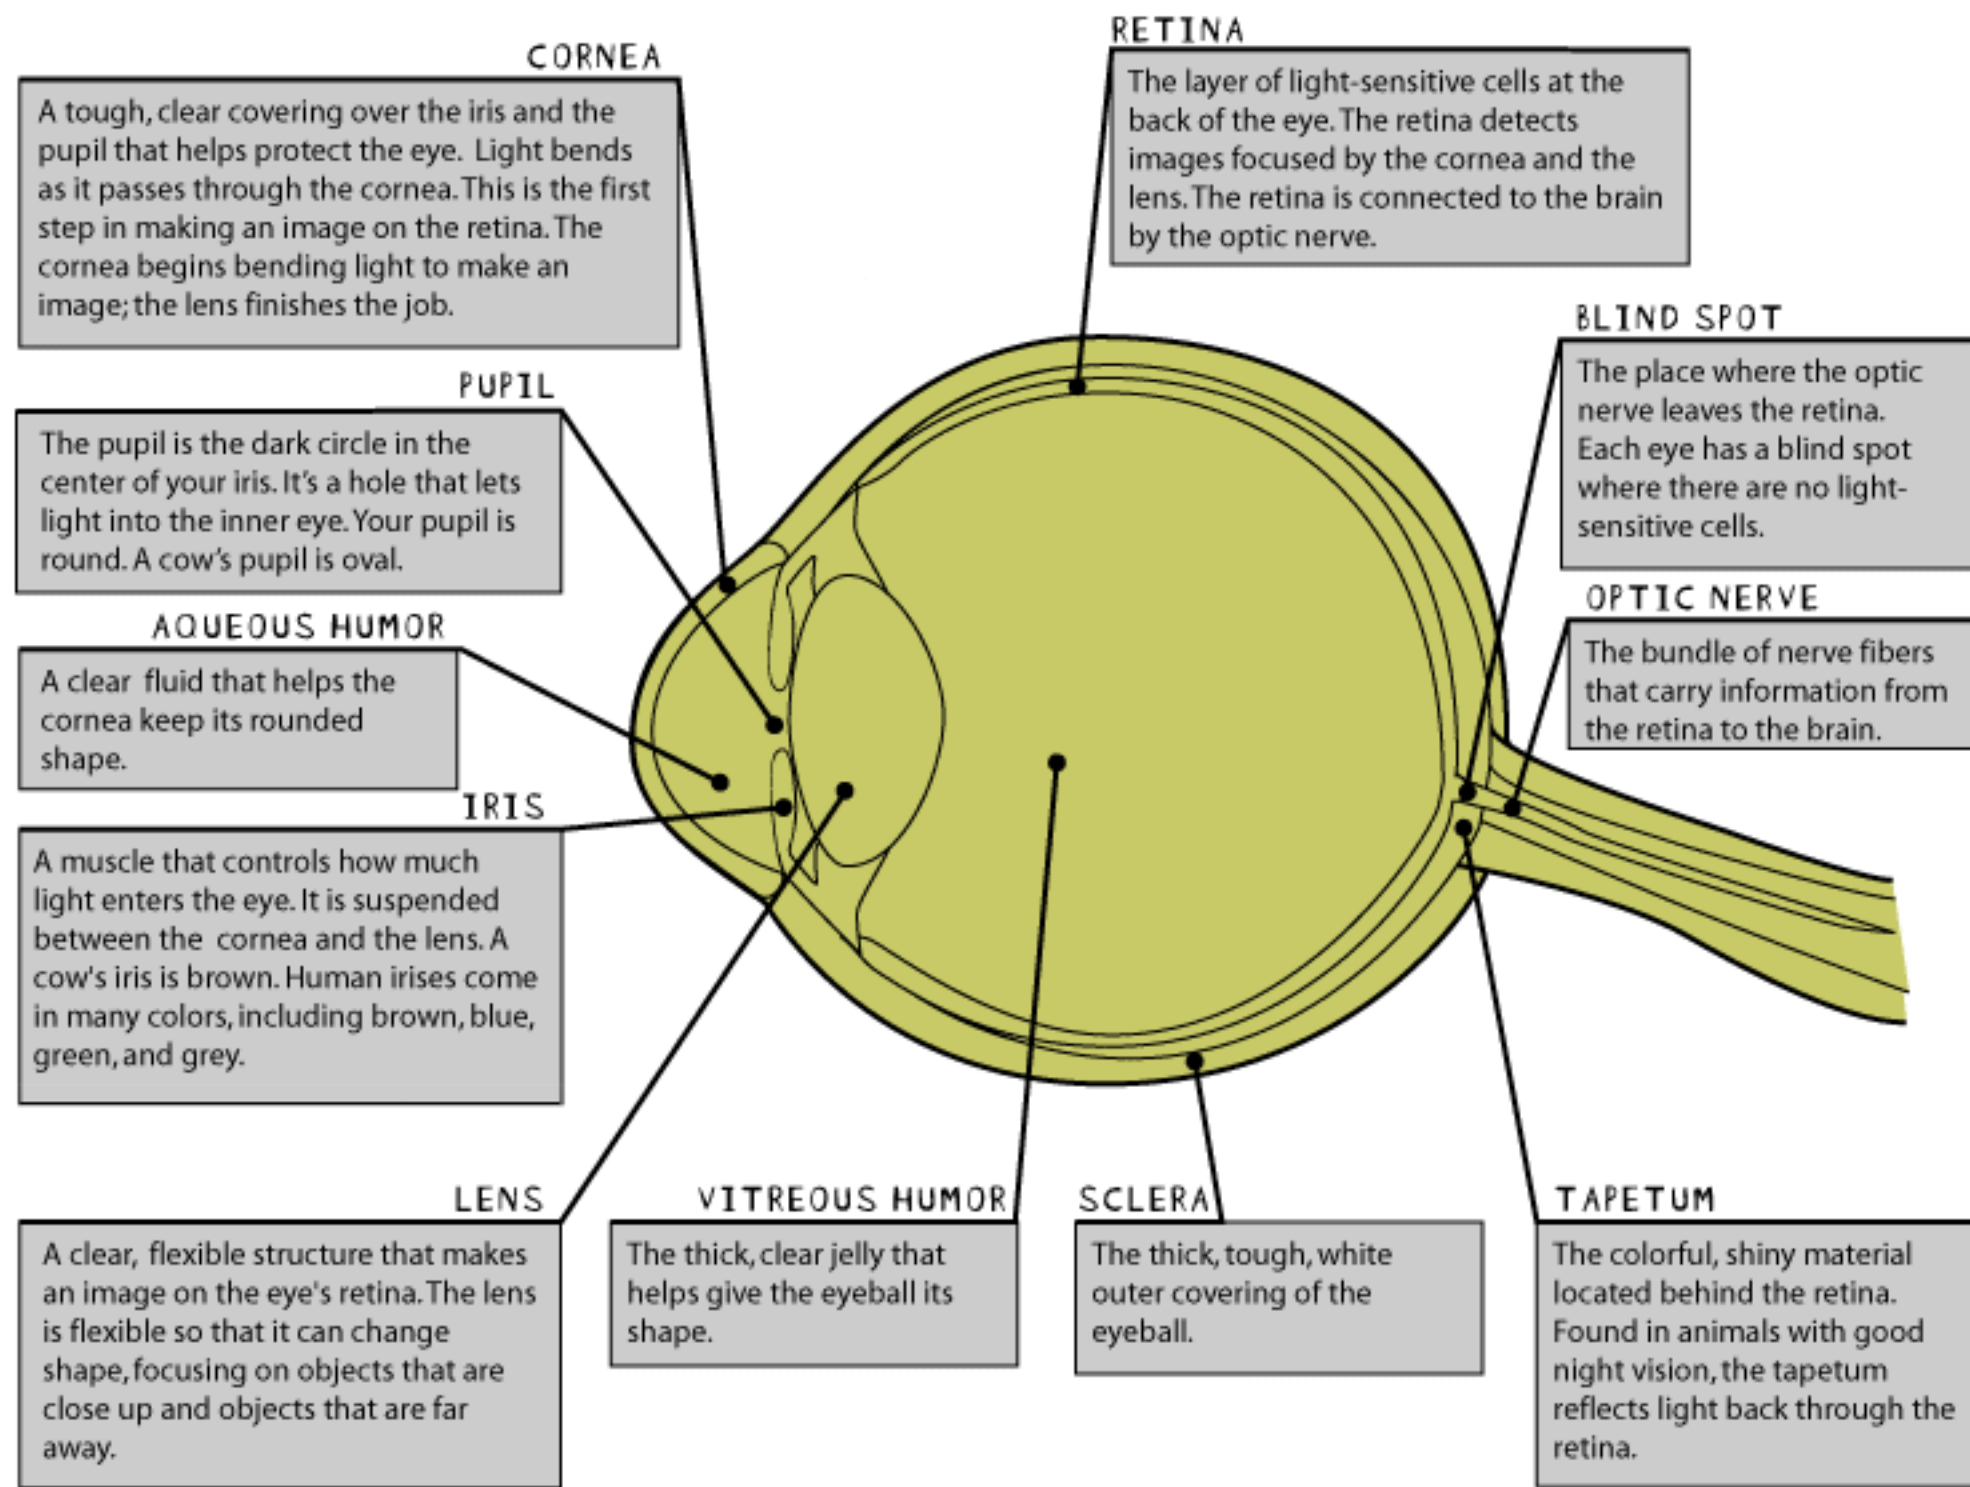 CORNEA
A tough, clear covering over the iris and the
pupil that helps protect the eye. Light bends
as it passes through the cornea. This is the first
step in making an image on the retina. The
cornea begins bending light to make an
image; the lens finishes the job.
RETINA
The layer of light-sensitive cells at the
back of the eye. The retina detects
images focused by the cornea and the
lens. The retina is connected to the brain
by the optic nerve.
PUPIL
The pupil is the dark circle in the
center of your iris. It's a hole that lets
light into the inner eye. Your pupil is
round. A cow's pupil is oval.
BLIND SPOT
The place where the optic
nerve leaves the retina.
Each eye has a blind spot
where there are no light-
sensitive cells.
AQUEOUS HUMOR
A clear fluid that helps the
cornea keep its rounded
shape.
OPTIC NERVE
The bundle of nerve fibers
that carry information from
the retina to the brain.
IRIS
A muscle that controls how much
light enters the eye. It is suspended
between the cornea and the lens. A
cow's iris is brown. Human irises come
in many colors, including brown, blue,
green, and grey.
LENS
A clear, flexible structure that makes
an image on the eye's retina. The lens
is flexible so that it can change
shape, focusing on objects that are
close up and objects that are far
away.
VITREOUS HUMOR
The thick, clear jelly that
helps give the eyeball its
shape.
SCLERA
The thick, tough, white
outer covering of the
eyeball.
TAPETUM
The colorful, shiny material
located behind the retina.
Found in animals with good
night vision, the tapetum
reflects light back through the
retina.